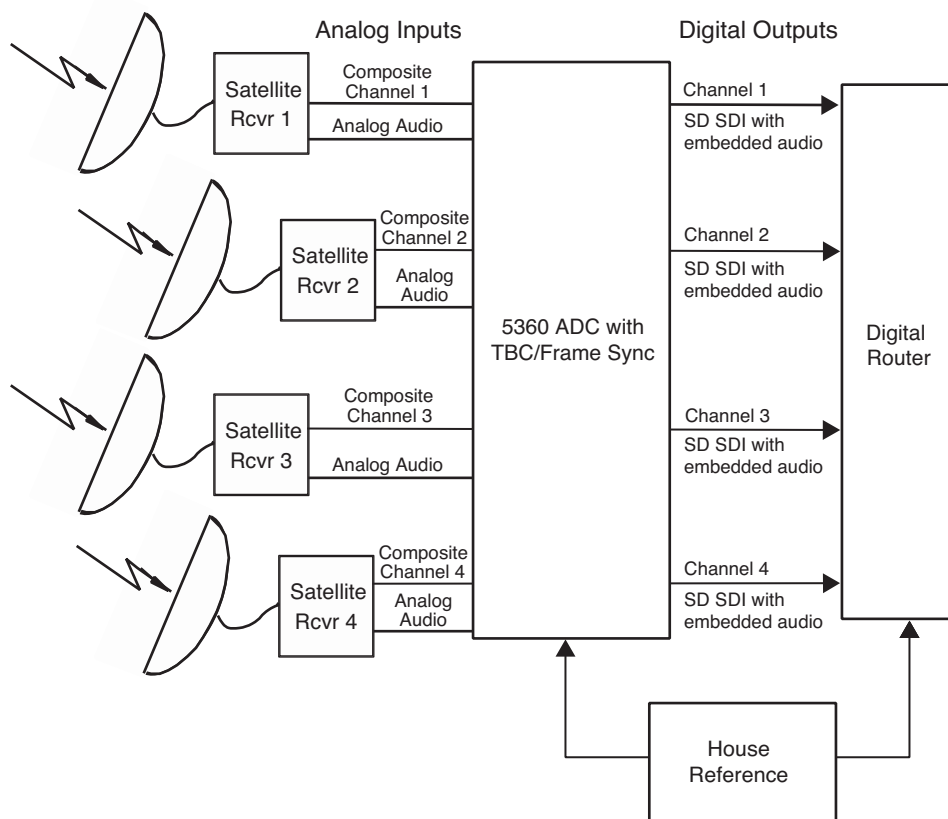 Analog Inputs
Digital Outputs
Satellite
Rcvr 1
Composite
Channel 1
Analog Audio
Channel 1
SD SDI with
embedded audio
Satellite
Rcvr 2
Composite
Channel 2
Analog
Audio
Channel 2
SD SDI with
embedded audio
5360 ADC with
TBC/Frame Sync
Digital
Router
Satellite
Rcvr 3
Composite
Channel 3
Analog Audio
Channel 3
SD SDI with
embedded audio
Satellite
Rcvr 4
Composite
Channel 4
Analog
Audio
Channel 4
SD SDI with
embedded audio
House
Reference